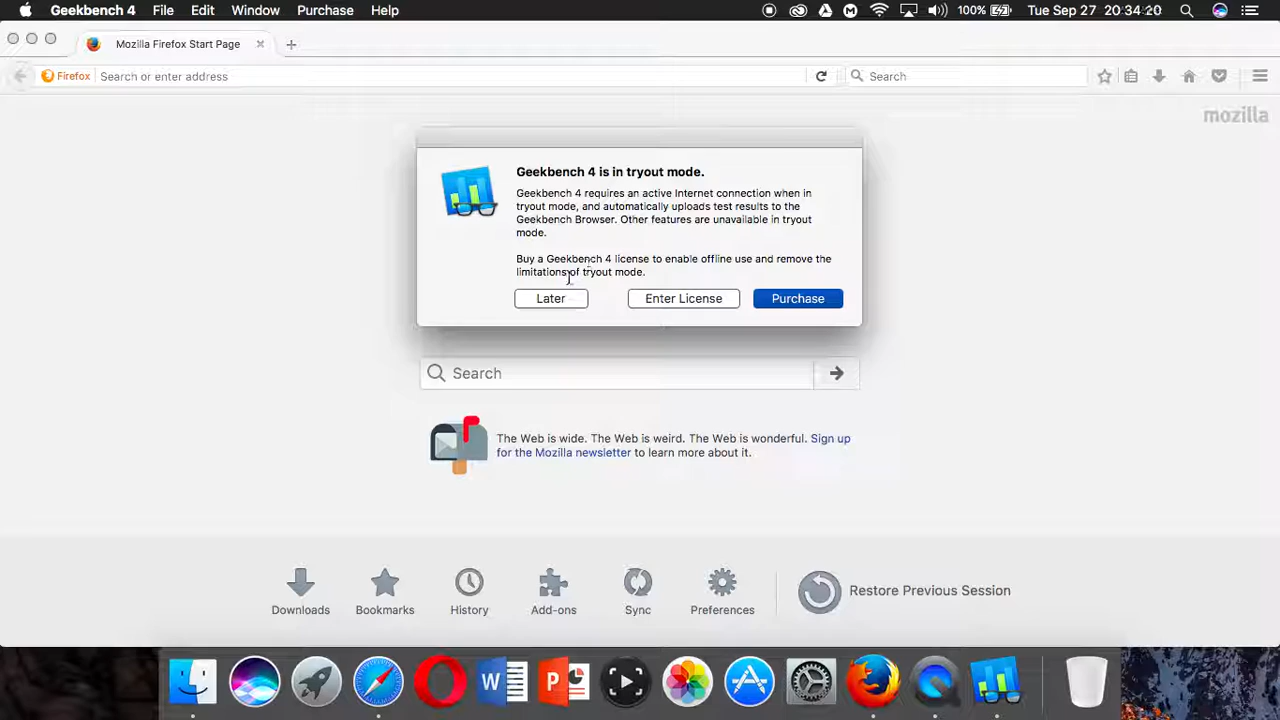 Geekbench 4 File Edit Window Purchase Help 100% Tue Sep 27 20:34:20
Mozilla Firefox Start Page
Firefox Search or enter address Search
mozilla
Geekbench 4 is in tryout mode.
Geekbench 4 requires an active Internet connection when in
tryout mode, and automatically uploads test results to the
Geekbench Browser. Other features are unavailable in tryout
mode.
Buy a Geekbench 4 license to enable offline use and remove the
limitations of tryout mode.
Later Enter License Purchase
Search
The Web is wide. The Web is weird. The Web is wonderful. Sign up
for the Mozilla newsletter to learn more about it.
Downloads Bookmarks History Add-ons Sync Preferences Restore Previous Session
W P